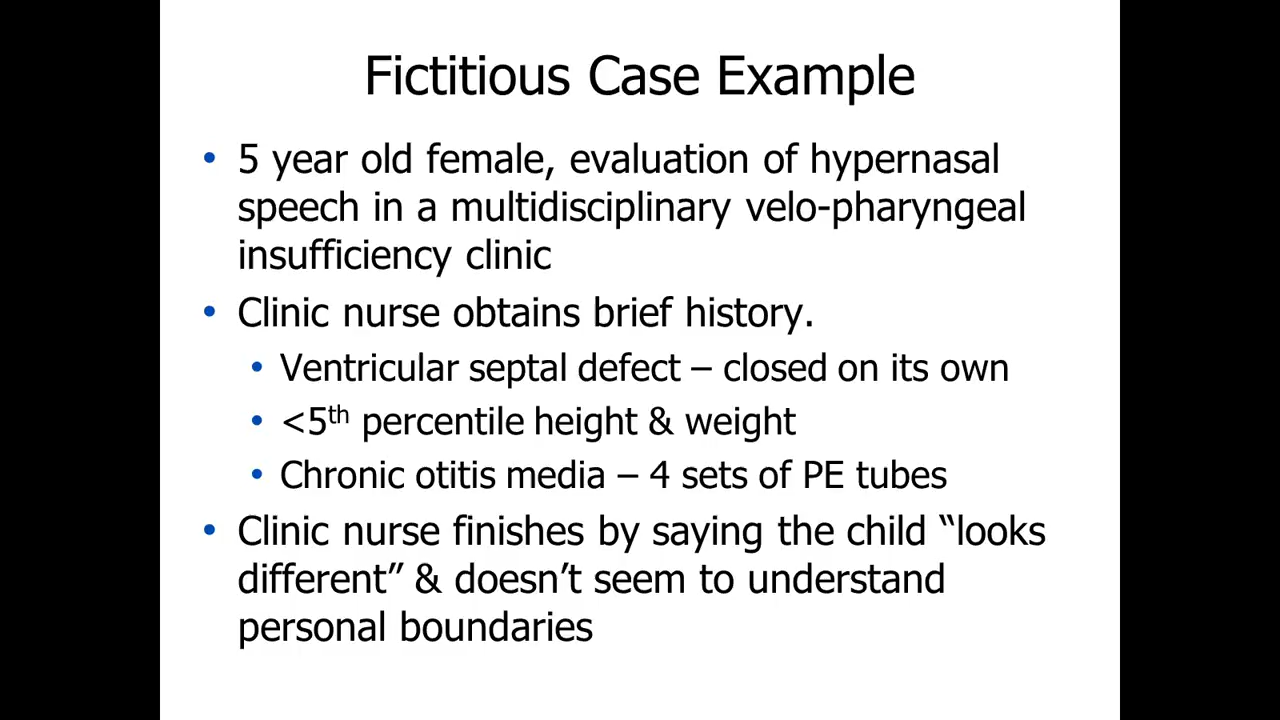 Fictitious Case Example
• 5 year old female, evaluation of hypernasal
speech in a multidisciplinary velo-pharyngeal
insufficiency clinic
• Clinic nurse obtains brief history.
• Ventricular septal defect – closed on its own
• <5th percentile height & weight
• Chronic otitis media – 4 sets of PE tubes
• Clinic nurse finishes by saying the child “looks
different” & doesn’t seem to understand
personal boundaries